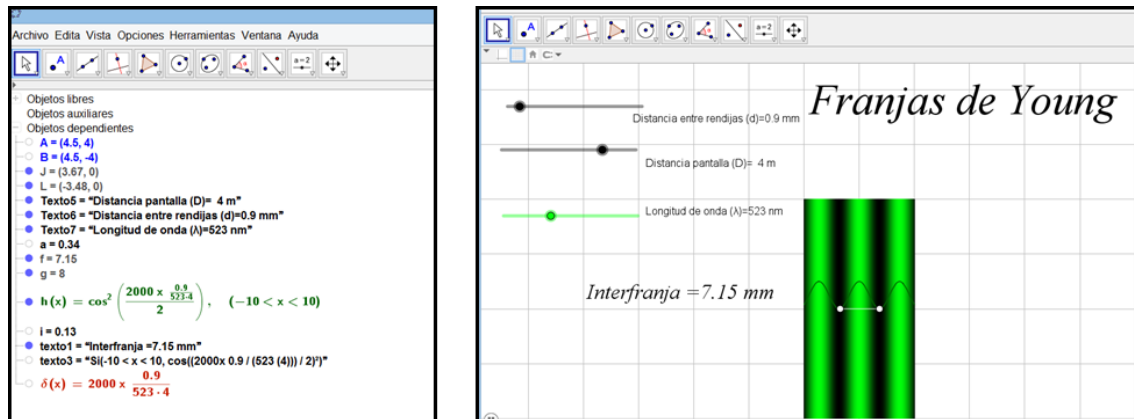 Archivo Edita Vista Opciones Herramientas Ventana Ayuda
A
a=2
Objetos libres
Objetos auxiliares
Objetos dependientes
A = (4.5, 4)
B = (4.5, -4)
J = (3.67, 0)
L = (-3.48, 0)
Texto5 = “Distancia pantalla (D)=  4 m”
Texto6 = “Distancia entre rendijas (d)=0.9 mm”
Texto7 = “Longitud de onda (λ)=523 nm”
a = 0.34
f = 7.15
g = 8
h(x) = cos² ( (2000 x 0.9/(523·4)) / 2 ),   (−10 < x < 10)
i = 0.13
texto1 = “Interfranja =7.15 mm”
texto3 = “Si(-10 < x < 10, cos((2000x 0.9 / (523 (4))) / 2)²)”
δ(x) = 2000 x 0.9/(523 · 4)
A
a=2
Franjas de Young
Distancia entre rendijas (d)=0.9 mm
Distancia pantalla (D)=  4 m
Longitud de onda (λ)=523 nm
Interfranja =7.15 mm